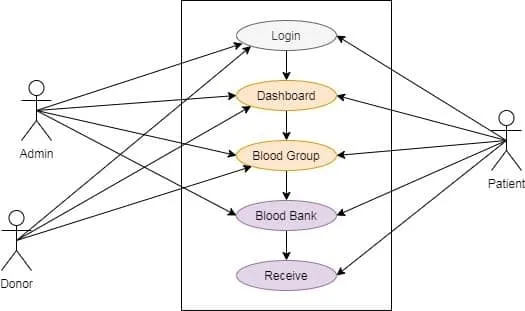 Login
Dashboard
Admin
Blood Group
Patient
Blood Bank
Donor
Receive